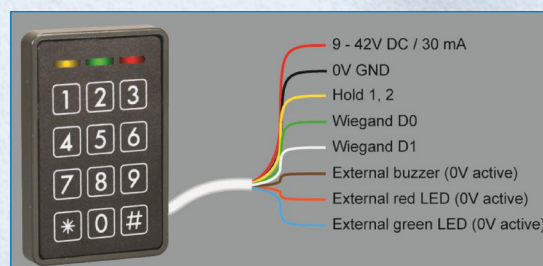 9 - 42V DC / 30 mA
0V GND
Hold 1, 2
Wiegand D0
Wiegand D1
External buzzer (0V active)
External red LED (0V active)
External green LED (0V active)
1 2 3
4 5 6
7 8 9
* 0 #